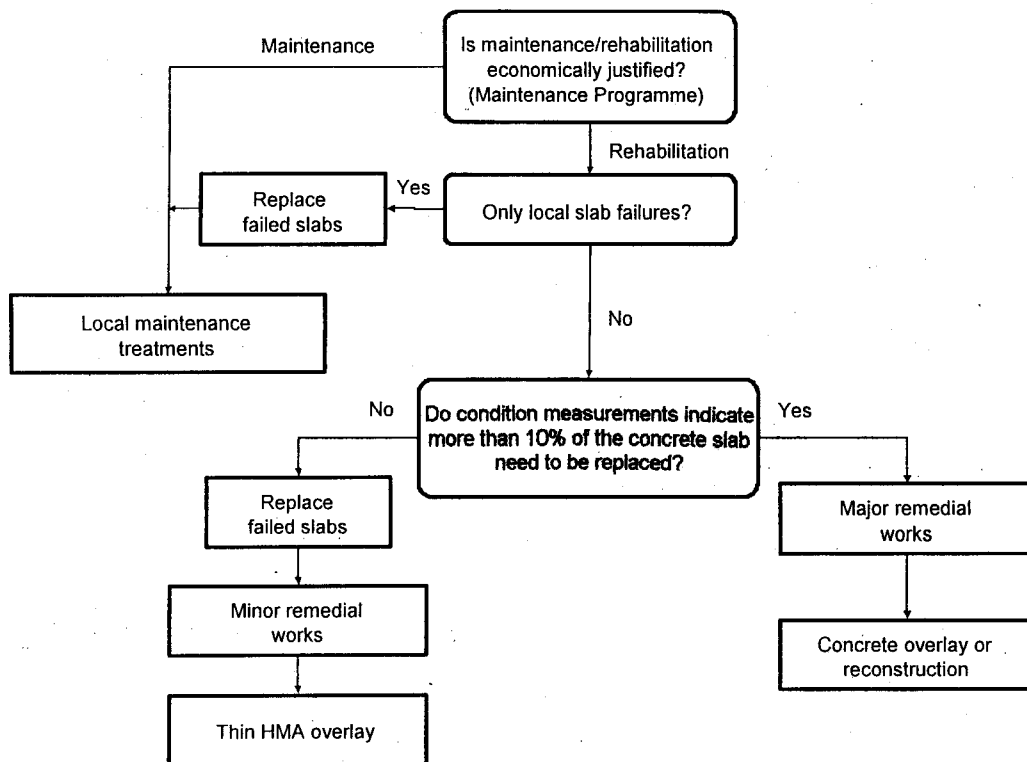 Maintenance
Is maintenance/rehabilitation
economically justified?
(Maintenance Programme)
Rehabilitation
Replace
failed slabs
Yes
Only local slab failures?
Local maintenance
treatments
No
No
Do condition measurements indicate
more than 10% of the concrete slab
need to be replaced?
Yes
Replace
failed slabs
Major remedial
works
Minor remedial
works
Concrete overlay or
reconstruction
Thin HMA overlay